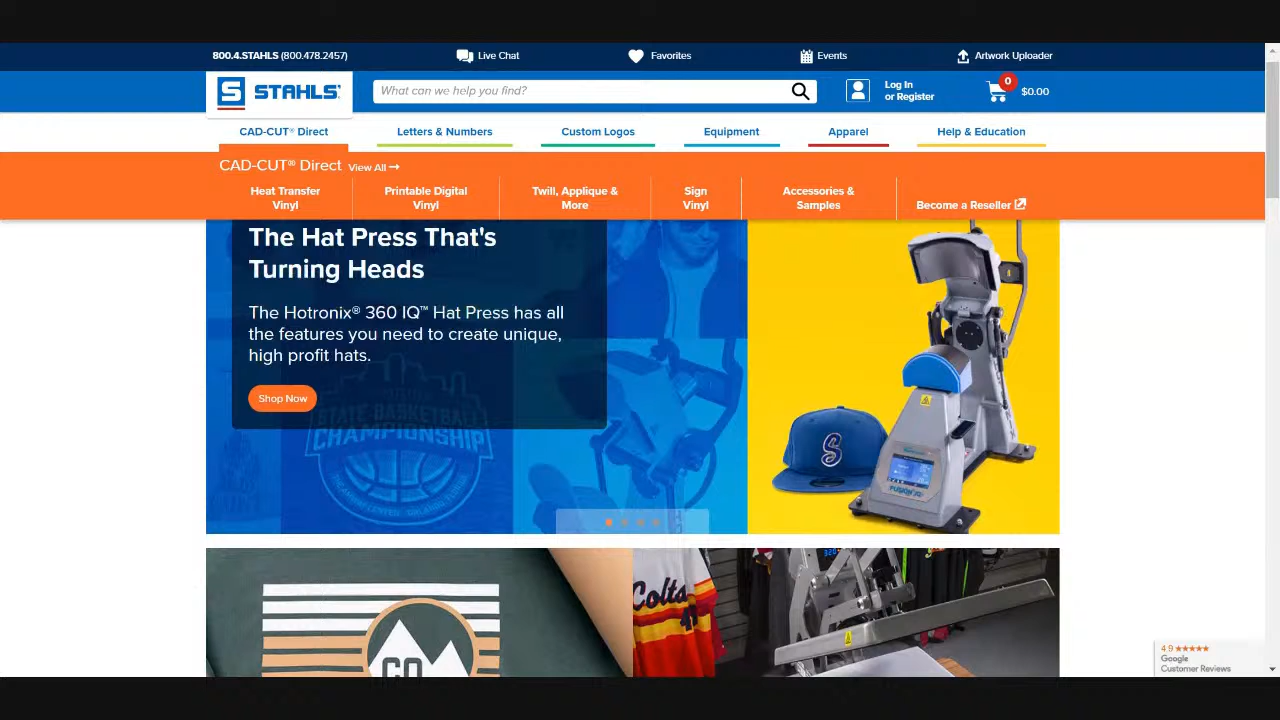 800.4.STAHLS (800.478.2457)
Live Chat
Favorites
Events
Artwork Uploader
S STAHLS'
What can we help you find?
Log In
or Register
0
$0.00
CAD-CUT® Direct
Letters & Numbers
Custom Logos
Equipment
Apparel
Help & Education
CAD-CUT® Direct View All →
Heat Transfer
Vinyl
Printable Digital
Vinyl
Twill, Applique &
More
Sign
Vinyl
Accessories &
Samples
Become a Reseller
The Hat Press That's
Turning Heads
The Hotronix® 360 IQ™ Hat Press has all
the features you need to create unique,
high profit hats.
Shop Now
STATE BASKETBALL
CHAMPIONSHIP
S
FUSION IQ
Colts
CO
4.9 ★★★★★
Google
Customer Reviews